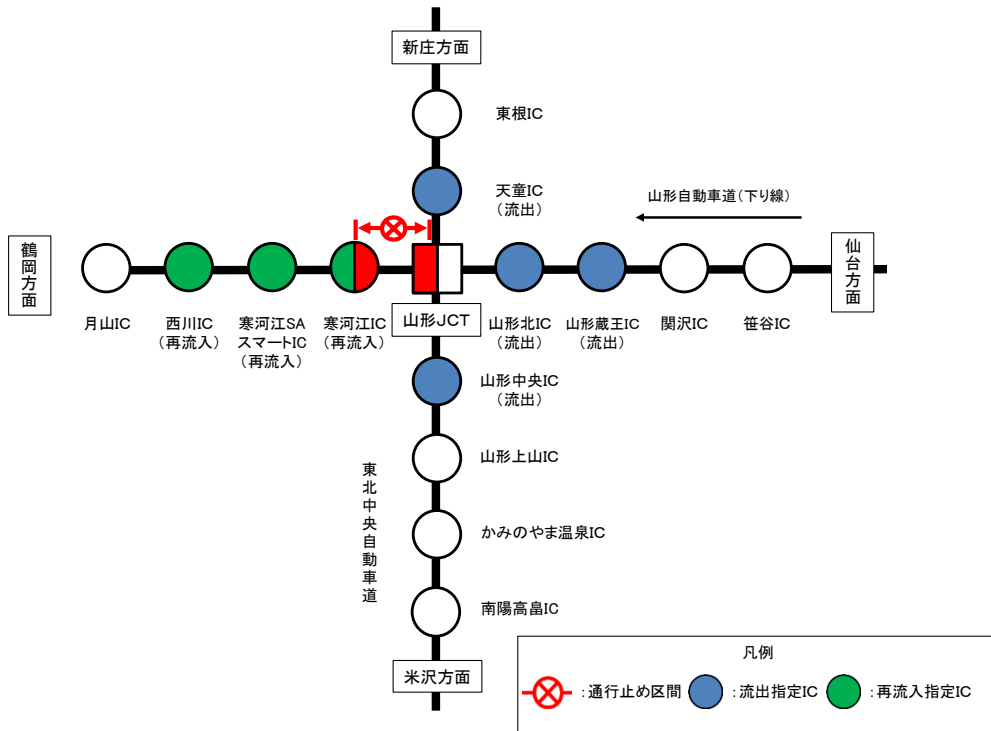 新庄方面
東根IC
天童IC
(流出)
山形自動車道(下り線)
鶴岡方面
仙台方面
月山IC
西川IC
(再流入)
寒河江SA
スマートIC
(再流入)
寒河江IC
(再流入)
山形JCT
山形北IC
(流出)
山形蔵王IC
(流出)
関沢IC
笹谷IC
山形中央IC
(流出)
山形上山IC
東北中央自動車道
かみのやま温泉IC
南陽高畠IC
米沢方面
凡例
:通行止め区間
:流出指定IC
:再流入指定IC